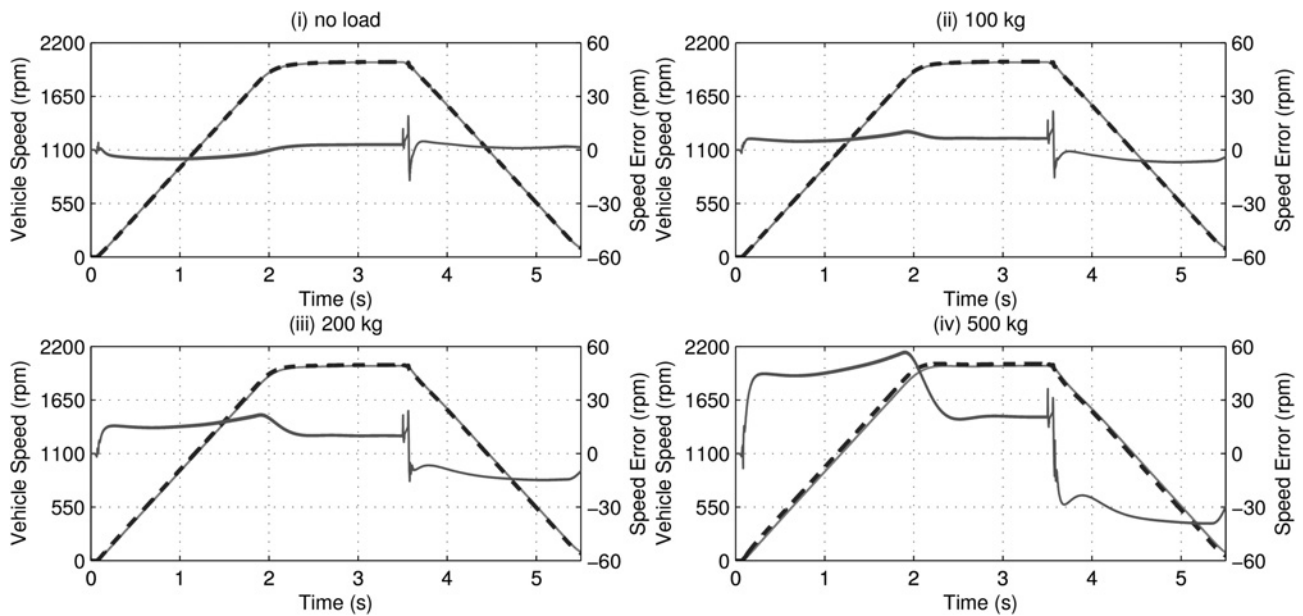 (i) no load
(ii) 100 kg
2200
1650
1100
550
0
Vehicle Speed (rpm)
60
30
0
−30
−60
Speed Error (rpm)
0 1 2 3 4 5
Time (s)
2200
1650
1100
550
0
Vehicle Speed (rpm)
60
30
0
−30
−60
Speed Error (rpm)
0 1 2 3 4 5
Time (s)
(iii) 200 kg
(iv) 500 kg
2200
1650
1100
550
0
Vehicle Speed (rpm)
60
30
0
−30
−60
Speed Error (rpm)
0 1 2 3 4 5
Time (s)
2200
1650
1100
550
0
Vehicle Speed (rpm)
60
30
0
−30
−60
Speed Error (rpm)
0 1 2 3 4 5
Time (s)